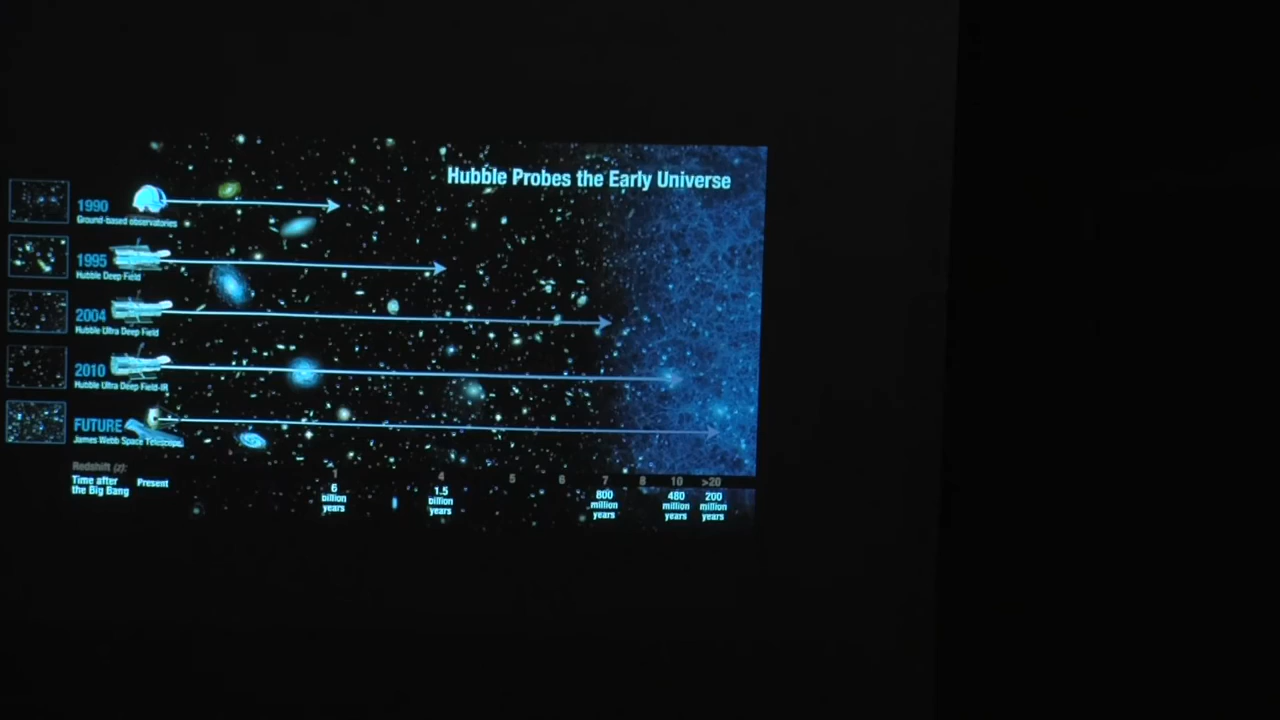 Hubble Probes the Early Universe
1990
Ground-based observatories
1995
Hubble Deep Field
2004
Hubble Ultra Deep Field
2010
Hubble Ultra Deep Field-IR
FUTURE
James Webb Space Telescope
Redshift (z):
1 4 5 6 7 8 10 >20
Time after
the Big Bang
Present
6
billion
years
1.5
billion
years
800
million
years
480
million
years
200
million
years